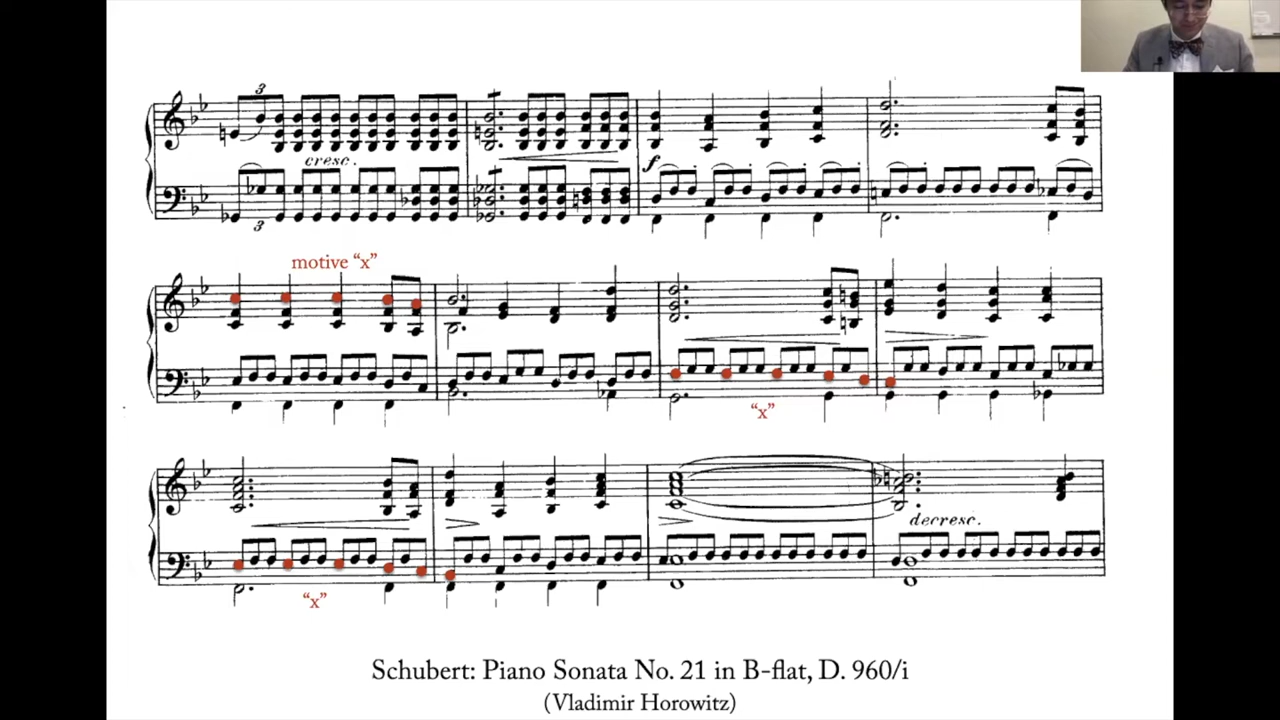 3
cresc.
3
f
motive “x”
“x”
“x”
decresc.
Schubert: Piano Sonata No. 21 in B-flat, D. 960/i
(Vladimir Horowitz)